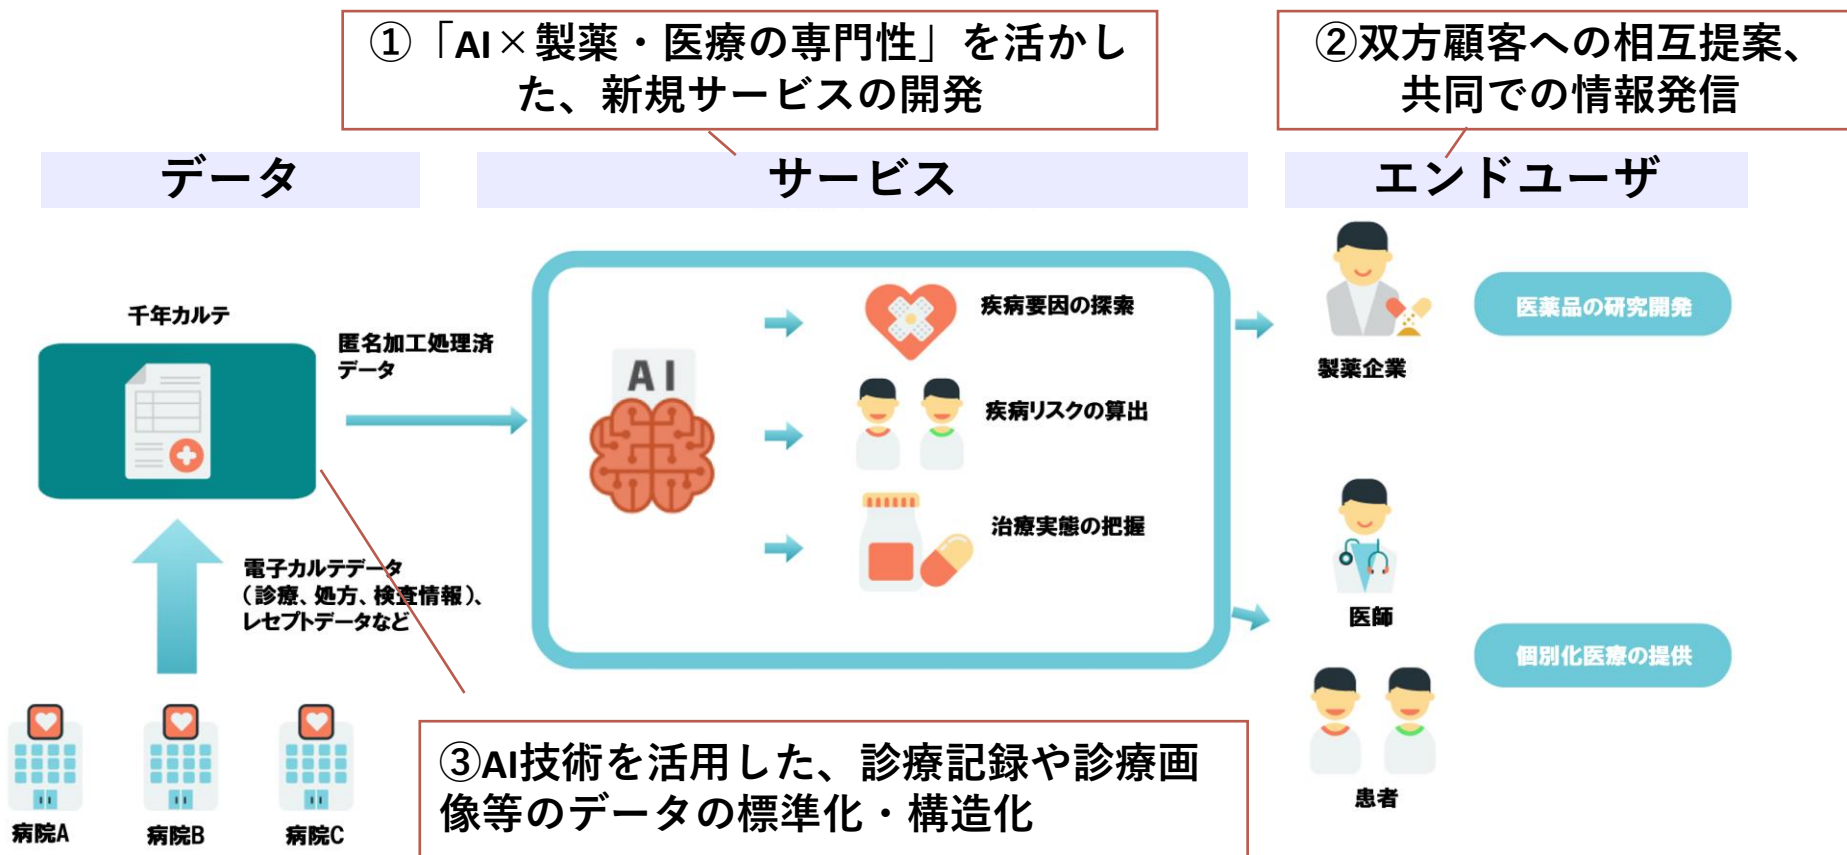 ①「AI×製薬・医療の専門性」を活かし
た、新規サービスの開発
②双方顧客への相互提案、
共同での情報発信
データ
サービス
エンドユーザ
千年カルテ
匿名加工処理済
データ
電子カルテデータ
（診療、処方、検査情報）、
レセプトデータなど
病院A
病院B
病院C
AI
疾病要因の探索
疾病リスクの算出
治療実態の把握
製薬企業
医薬品の研究開発
医師
個別化医療の提供
患者
③AI技術を活用した、診療記録や診療画
像等のデータの標準化・構造化